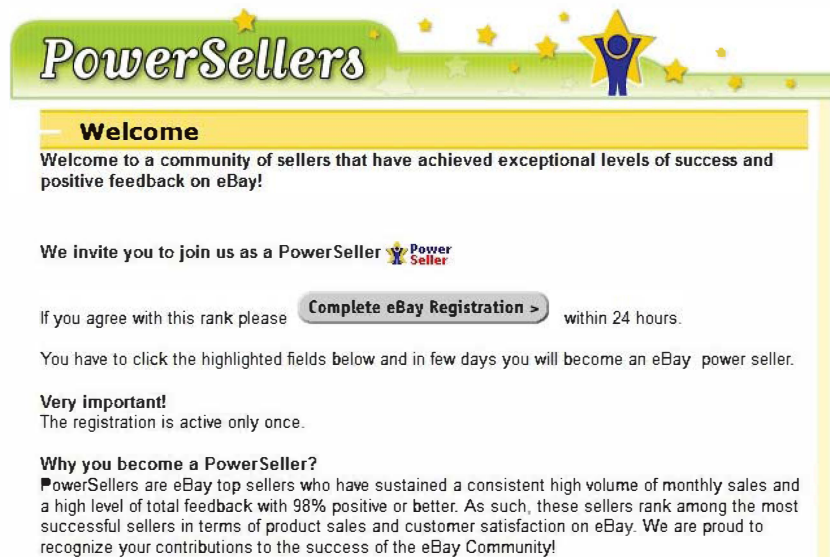 PowerSellers
Welcome
Welcome to a community of sellers that have achieved exceptional levels of success and
positive feedback on eBay!
We invite you to join us as a PowerSeller Power Seller
If you agree with this rank please Complete eBay Registration > within 24 hours.
You have to click the highlighted fields below and in few days you will become an eBay power seller.
Very important!
The registration is active only once.
Why you become a PowerSeller?
PowerSellers are eBay top sellers who have sustained a consistent high volume of monthly sales and
a high level of total feedback with 98% positive or better. As such, these sellers rank among the most
successful sellers in terms of product sales and customer satisfaction on eBay. We are proud to
recognize your contributions to the success of the eBay Community!